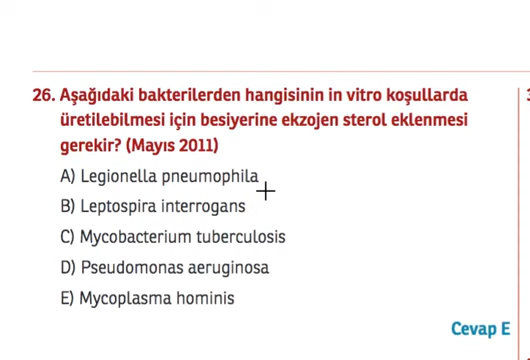 26. Aşağıdaki bakterilerden hangisinin in vitro koşullarda
üretilebilmesi için besiyerine ekzojen sterol eklenmesi
gerekir? (Mayıs 2011)
A) Legionella pneumophila
B) Leptospira interrogans
C) Mycobacterium tuberculosis
D) Pseudomonas aeruginosa
E) Mycoplasma hominis
Cevap E